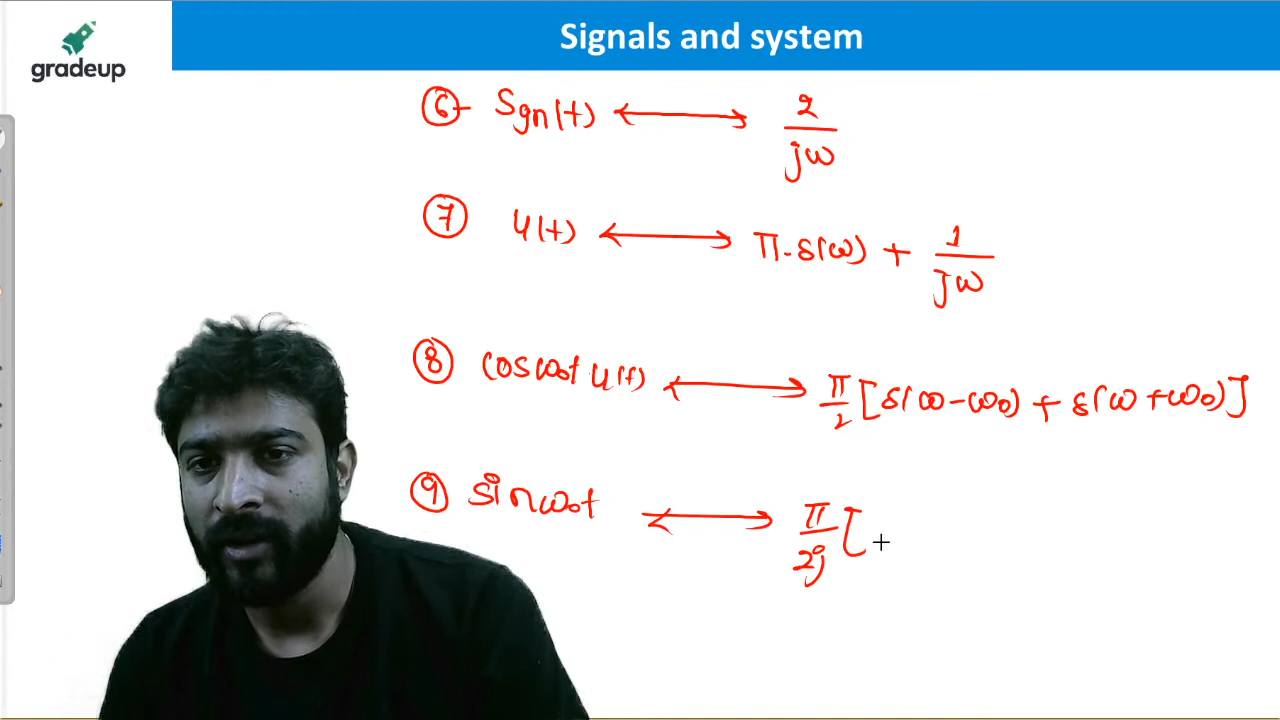 Signals and system
gradeup
⑥- Sgn(t) ⟷ 2/jω
⑦ u(t) ⟷ π.δ(ω) + 1/jω
⑧ cosω₀t u(t) ⟷ π/2 [δ(ω-ω₀) + δ(ω+ω₀)]
⑨ sinω₀t ⟷ π/2j [